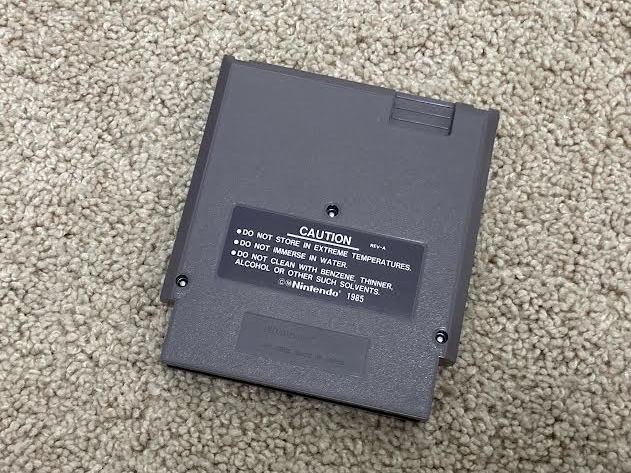 CAUTION REV-A
•DO NOT STORE IN EXTREME TEMPERATURES.
•DO NOT IMMERSE IN WATER.
•DO NOT CLEAN WITH BENZENE, THINNER,
ALCOHOL OR OTHER SUCH SOLVENTS.
©M Nintendo® 1985